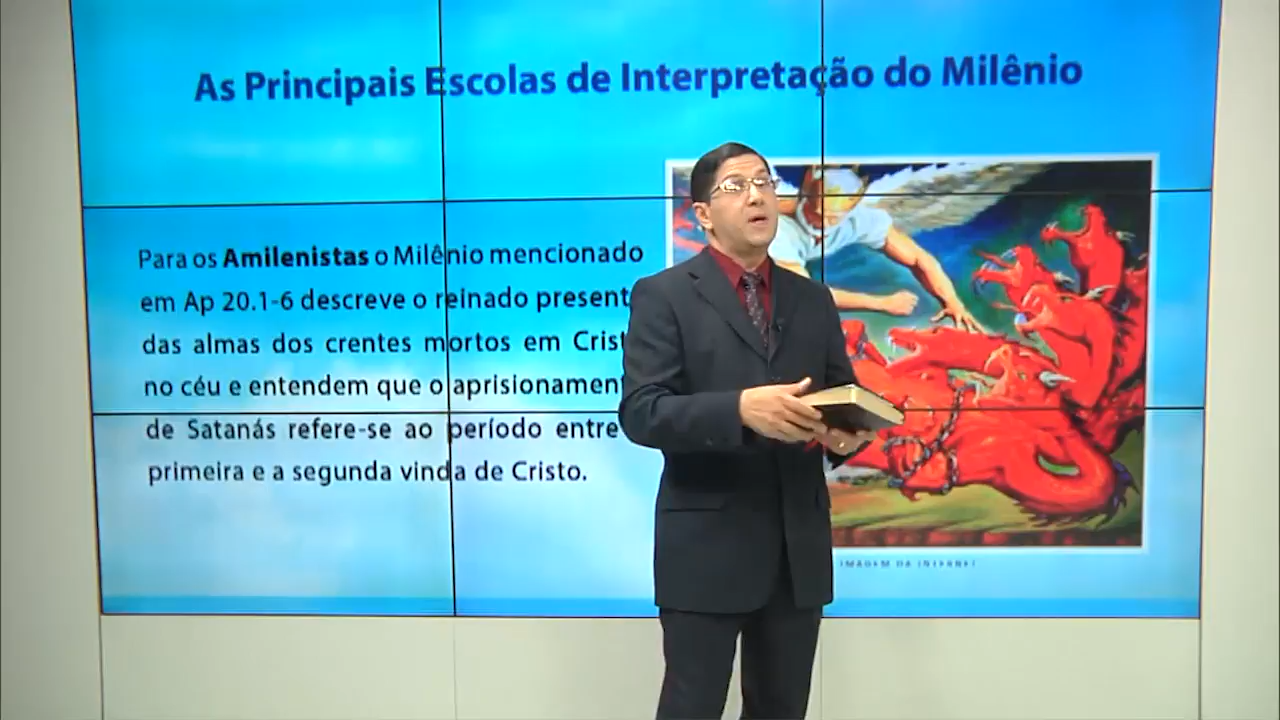 As Principais Escolas de Interpretação do Milênio
Para os Amilenistas o Milênio mencionado
em Ap 20.1-6 descreve o reinado present
das almas dos crentes mortos em Crist
no céu e entendem que o aprisionament
de Satanás refere-se ao período entre
primeira e a segunda vinda de Cristo.
IMAGEM DA INTERNET